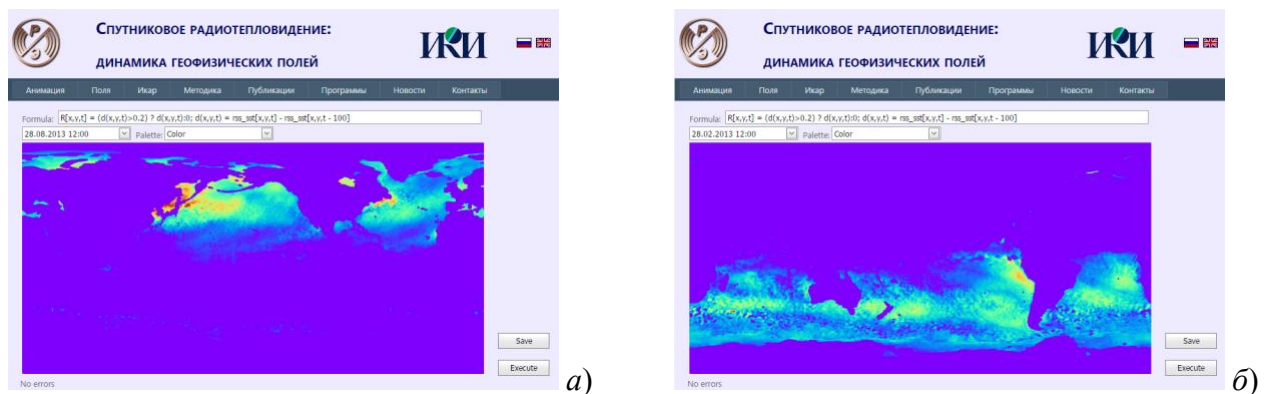 РЭ
Спутниковое радиотепловидение:
динамика геофизических полей
ИКИ
Анимация Поля Икар Методика Публикации Программы Новости Контакты
Formula: R[x,y,t] = (d(x,y,t)>0.2) ? d(x,y,t):0; d(x,y,t) = rss_sst[x,y,t] - rss_sst[x,y,t - 100]
28.08.2013 12:00 Palette: Color
Save
Execute
No errors
а)
РЭ
Спутниковое радиотепловидение:
динамика геофизических полей
ИКИ
Анимация Поля Икар Методика Публикации Программы Новости Контакты
Formula: R[x,y,t] = (d(x,y,t)>0.2) ? d(x,y,t):0; d(x,y,t) = rss_sst[x,y,t] - rss_sst[x,y,t - 100]
28.02.2013 12:00 Palette: Color
Save
Execute
No errors
б)